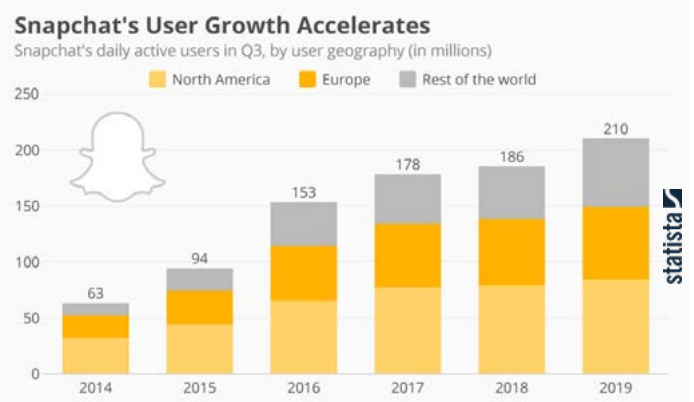 Snapchat's User Growth Accelerates
Snapchat's daily active users in Q3, by user geography (in millions)
North America Europe Rest of the world
250
200
150
100
50
0
63
94
153
178
186
210
2014 2015 2016 2017 2018 2019
statista